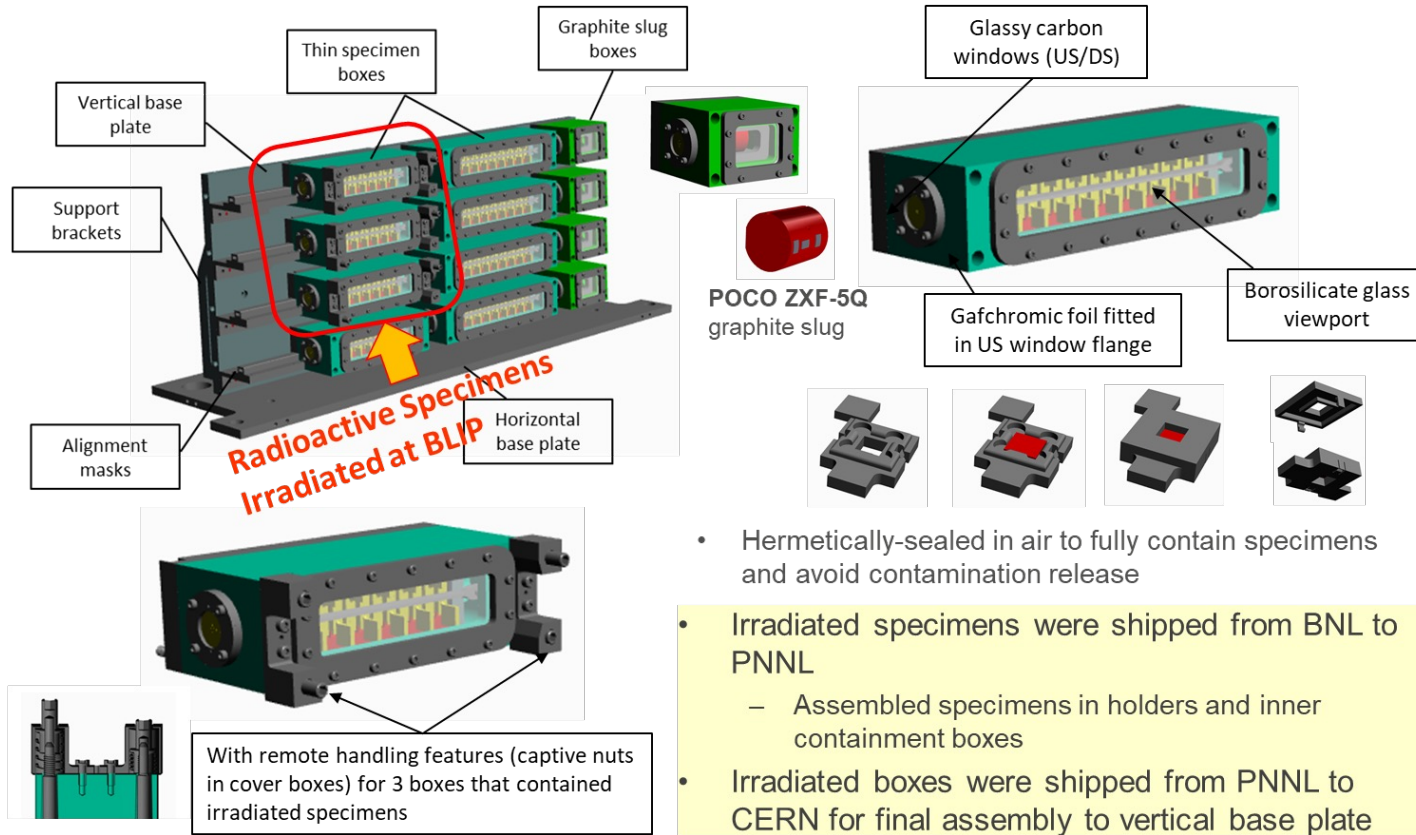 Graphite slug
boxes
Thin specimen
boxes
Vertical base
plate
Support
brackets
Alignment
masks
Radioactive Specimens
Irradiated at BLIP
Horizontal
base plate
Glassy carbon
windows (US/DS)
POCO ZXF-5Q
graphite slug
Gafchromic foil fitted
in US window flange
Borosilicate glass
viewport
With remote handling features (captive nuts
in cover boxes) for 3 boxes that contained
irradiated specimens
• Hermetically-sealed in air to fully contain specimens
and avoid contamination release
• Irradiated specimens were shipped from BNL to
PNNL
– Assembled specimens in holders and inner
containment boxes
• Irradiated boxes were shipped from PNNL to
CERN for final assembly to vertical base plate